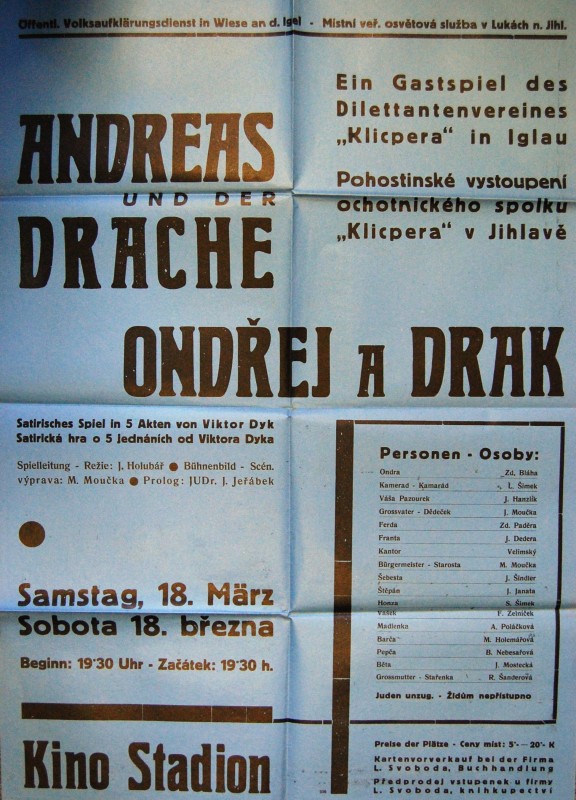 Öffentl. Volksaufklärungsdienst in Wiese an d. Igel - Místní veř. osvětová služba v Lukách n. Jihl.
ANDREAS
UND DER
DRACHE
Ein Gastspiel des
Dilettantenvereines
„Klicpera“ in Iglau
Pohostinské vystoupení
ochotnického spolku
„Klicpera“ v Jihlavě
ONDŘEJ A DRAK
Satirisches Spiel in 5 Akten von Viktor Dyk
Satirická hra o 5 jednáních od Viktora Dyka
Spielleitung - Režie: J. Holubář ● Bühnenbild - Scén.
výprava: M. Moučka ● Prolog: JUDr. J. Jeřábek
Samstag, 18. März
Sobota 18. března
Beginn: 19·30 Uhr - Začátek: 19·30 h.
Kino Stadion
Personen - Osoby:
Ondra Zd. Bláha
Kamerad - Kamarád L. Šimek
Váša Pazourek J. Hanzlík
Grossvater - Dědeček J. Moučka
Ferda Zd. Paděra
Franta J. Dedera
Kantor Velimský
Bürgermeister - Starosta M. Moučka
Šebesta J. Šindler
Štěpán J. Janata
Honza S. Šimek
Vašek F. Zelníček
Madlenka A. Poláčková
Barča M. Holemářová
Pepča B. Nebesařová
Běta J. Mostecká
Grossmutter - Stařenka R. Šanderová
Juden unzug. - Židům nepřístupno
Preise der Plätze - Ceny míst: 5'—20'- K
Kartenvorverkauf bei der Firma
L. Svoboda, Buchhandlung
Předprodej vstupenek u firmy
L. Svoboda, knihkupectví